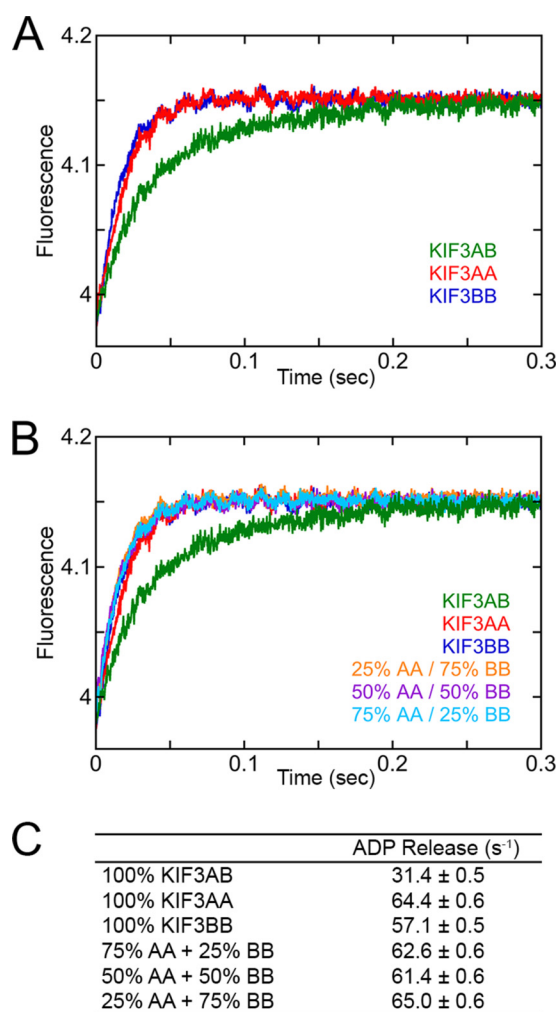 A
4.2
4.1
4
Fluorescence
0
0.1
0.2
0.3
Time (sec)
KIF3AB
KIF3AA
KIF3BB
B
4.2
4.1
4
Fluorescence
0
0.1
0.2
0.3
Time (sec)
KIF3AB
KIF3AA
KIF3BB
25% AA / 75% BB
50% AA / 50% BB
75% AA / 25% BB
C
ADP Release (s⁻¹)
100% KIF3AB 31.4 ± 0.5
100% KIF3AA 64.4 ± 0.6
100% KIF3BB 57.1 ± 0.5
75% AA + 25% BB 62.6 ± 0.6
50% AA + 50% BB 61.4 ± 0.6
25% AA + 75% BB 65.0 ± 0.6